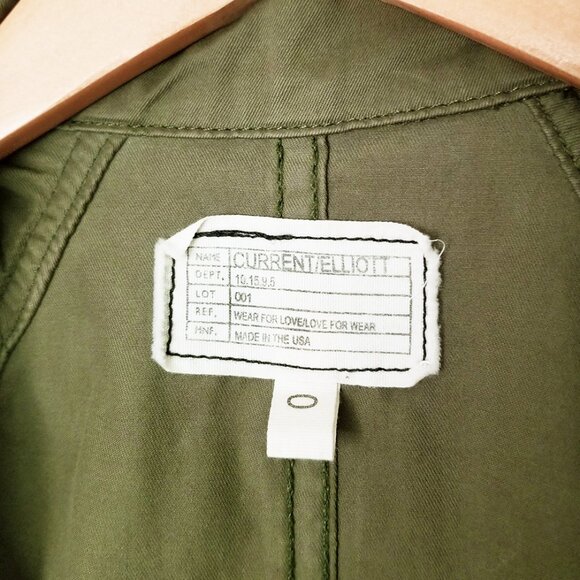 NAME CURRENT/ELLIOTT
DEPT. 10.15.9.5
LOT 001
REF. WEAR FOR LOVE/LOVE FOR WEAR
MNF. MADE IN THE USA
0